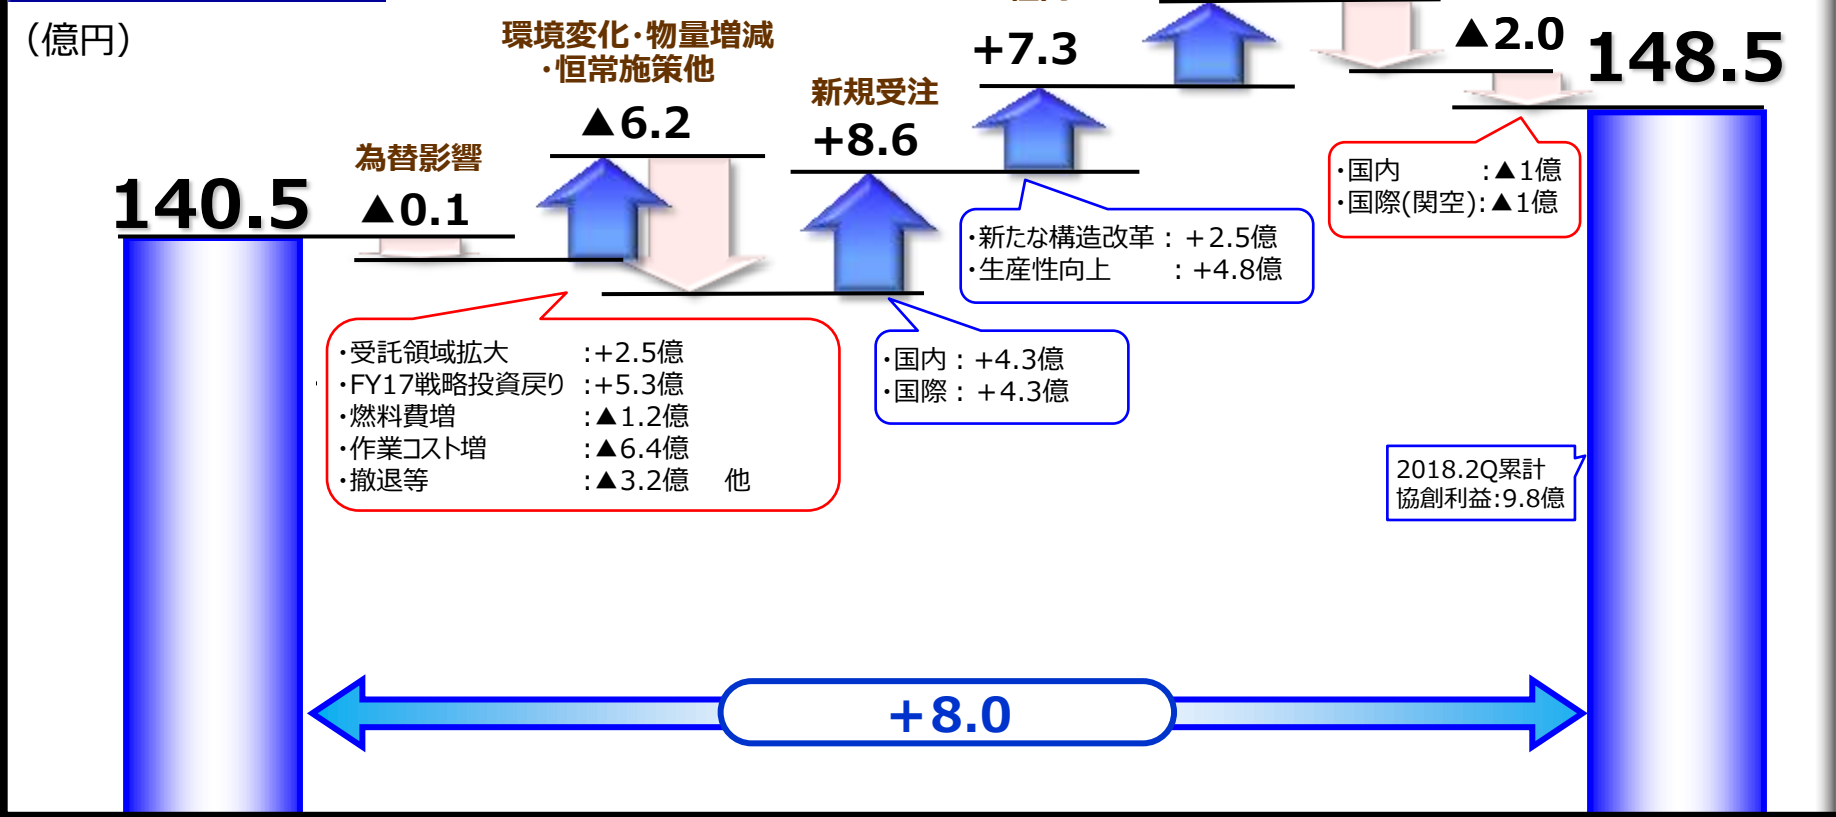 （億円）
環境変化･物量増減
･恒常施策他
▲6.2
為替影響
▲0.1
140.5
新規受注
+8.6
+7.3
▲2.0
148.5
･国内 :▲1億
･国際(関空):▲1億
･新たな構造改革：＋2.5億
･生産性向上 ：+4.8億
･受託領域拡大 :+2.5億
･FY17戦略投資戻り :+5.3億
･燃料費増 :▲1.2億
･作業コスト増 :▲6.4億
･撤退等 :▲3.2億 他
･国内：+4.3億
･国際：＋4.3億
2018.2Q累計
協創利益:9.8億
+8.0